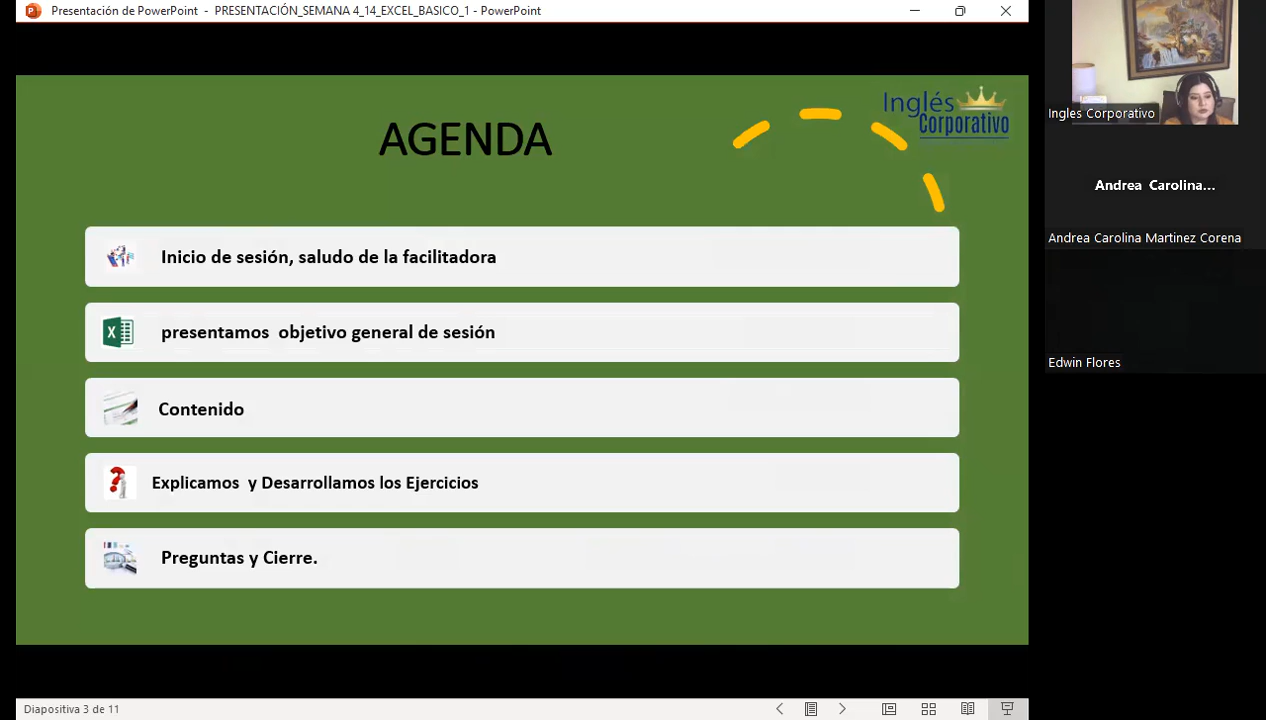 Presentación de PowerPoint - PRESENTACIÓN_SEMANA 4_14_EXCEL_BASICO_1 - PowerPoint
Inglés
Corporativo
AGENDA
Inicio de sesión, saludo de la facilitadora
presentamos objetivo general de sesión
Contenido
Explicamos y Desarrollamos los Ejercicios
Preguntas y Cierre.
Ingles Corporativo
Andrea Carolina...
Andrea Carolina Martinez Corena
Edwin Flores
Diapositiva 3 de 11